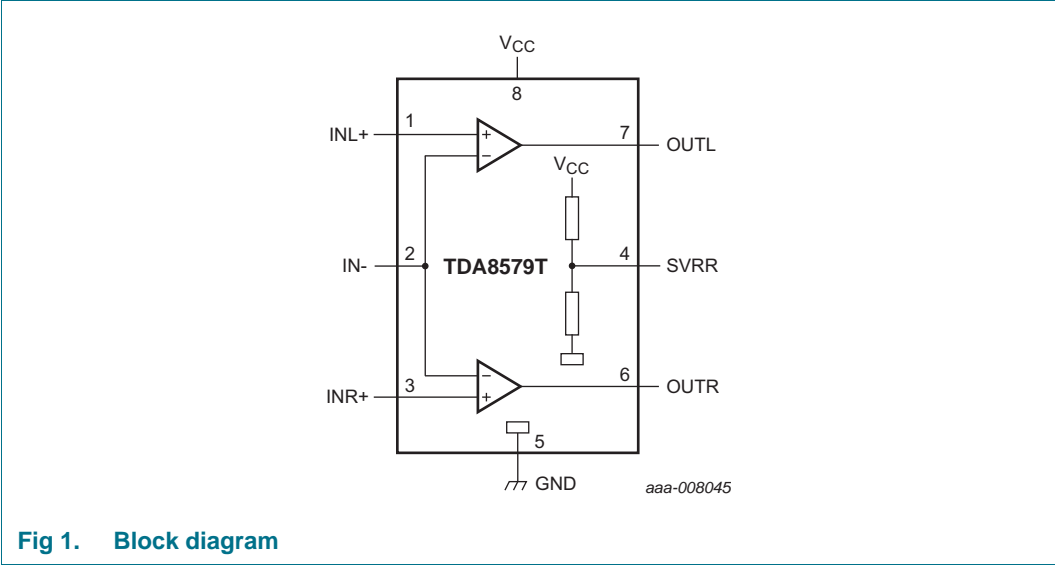 VCC
8
INL+
1
+
−
7
OUTL
VCC
IN-
2
TDA8579T
4
SVRR
INR+
3
−
+
6
OUTR
5
GND
aaa-008045
Fig 1. Block diagram